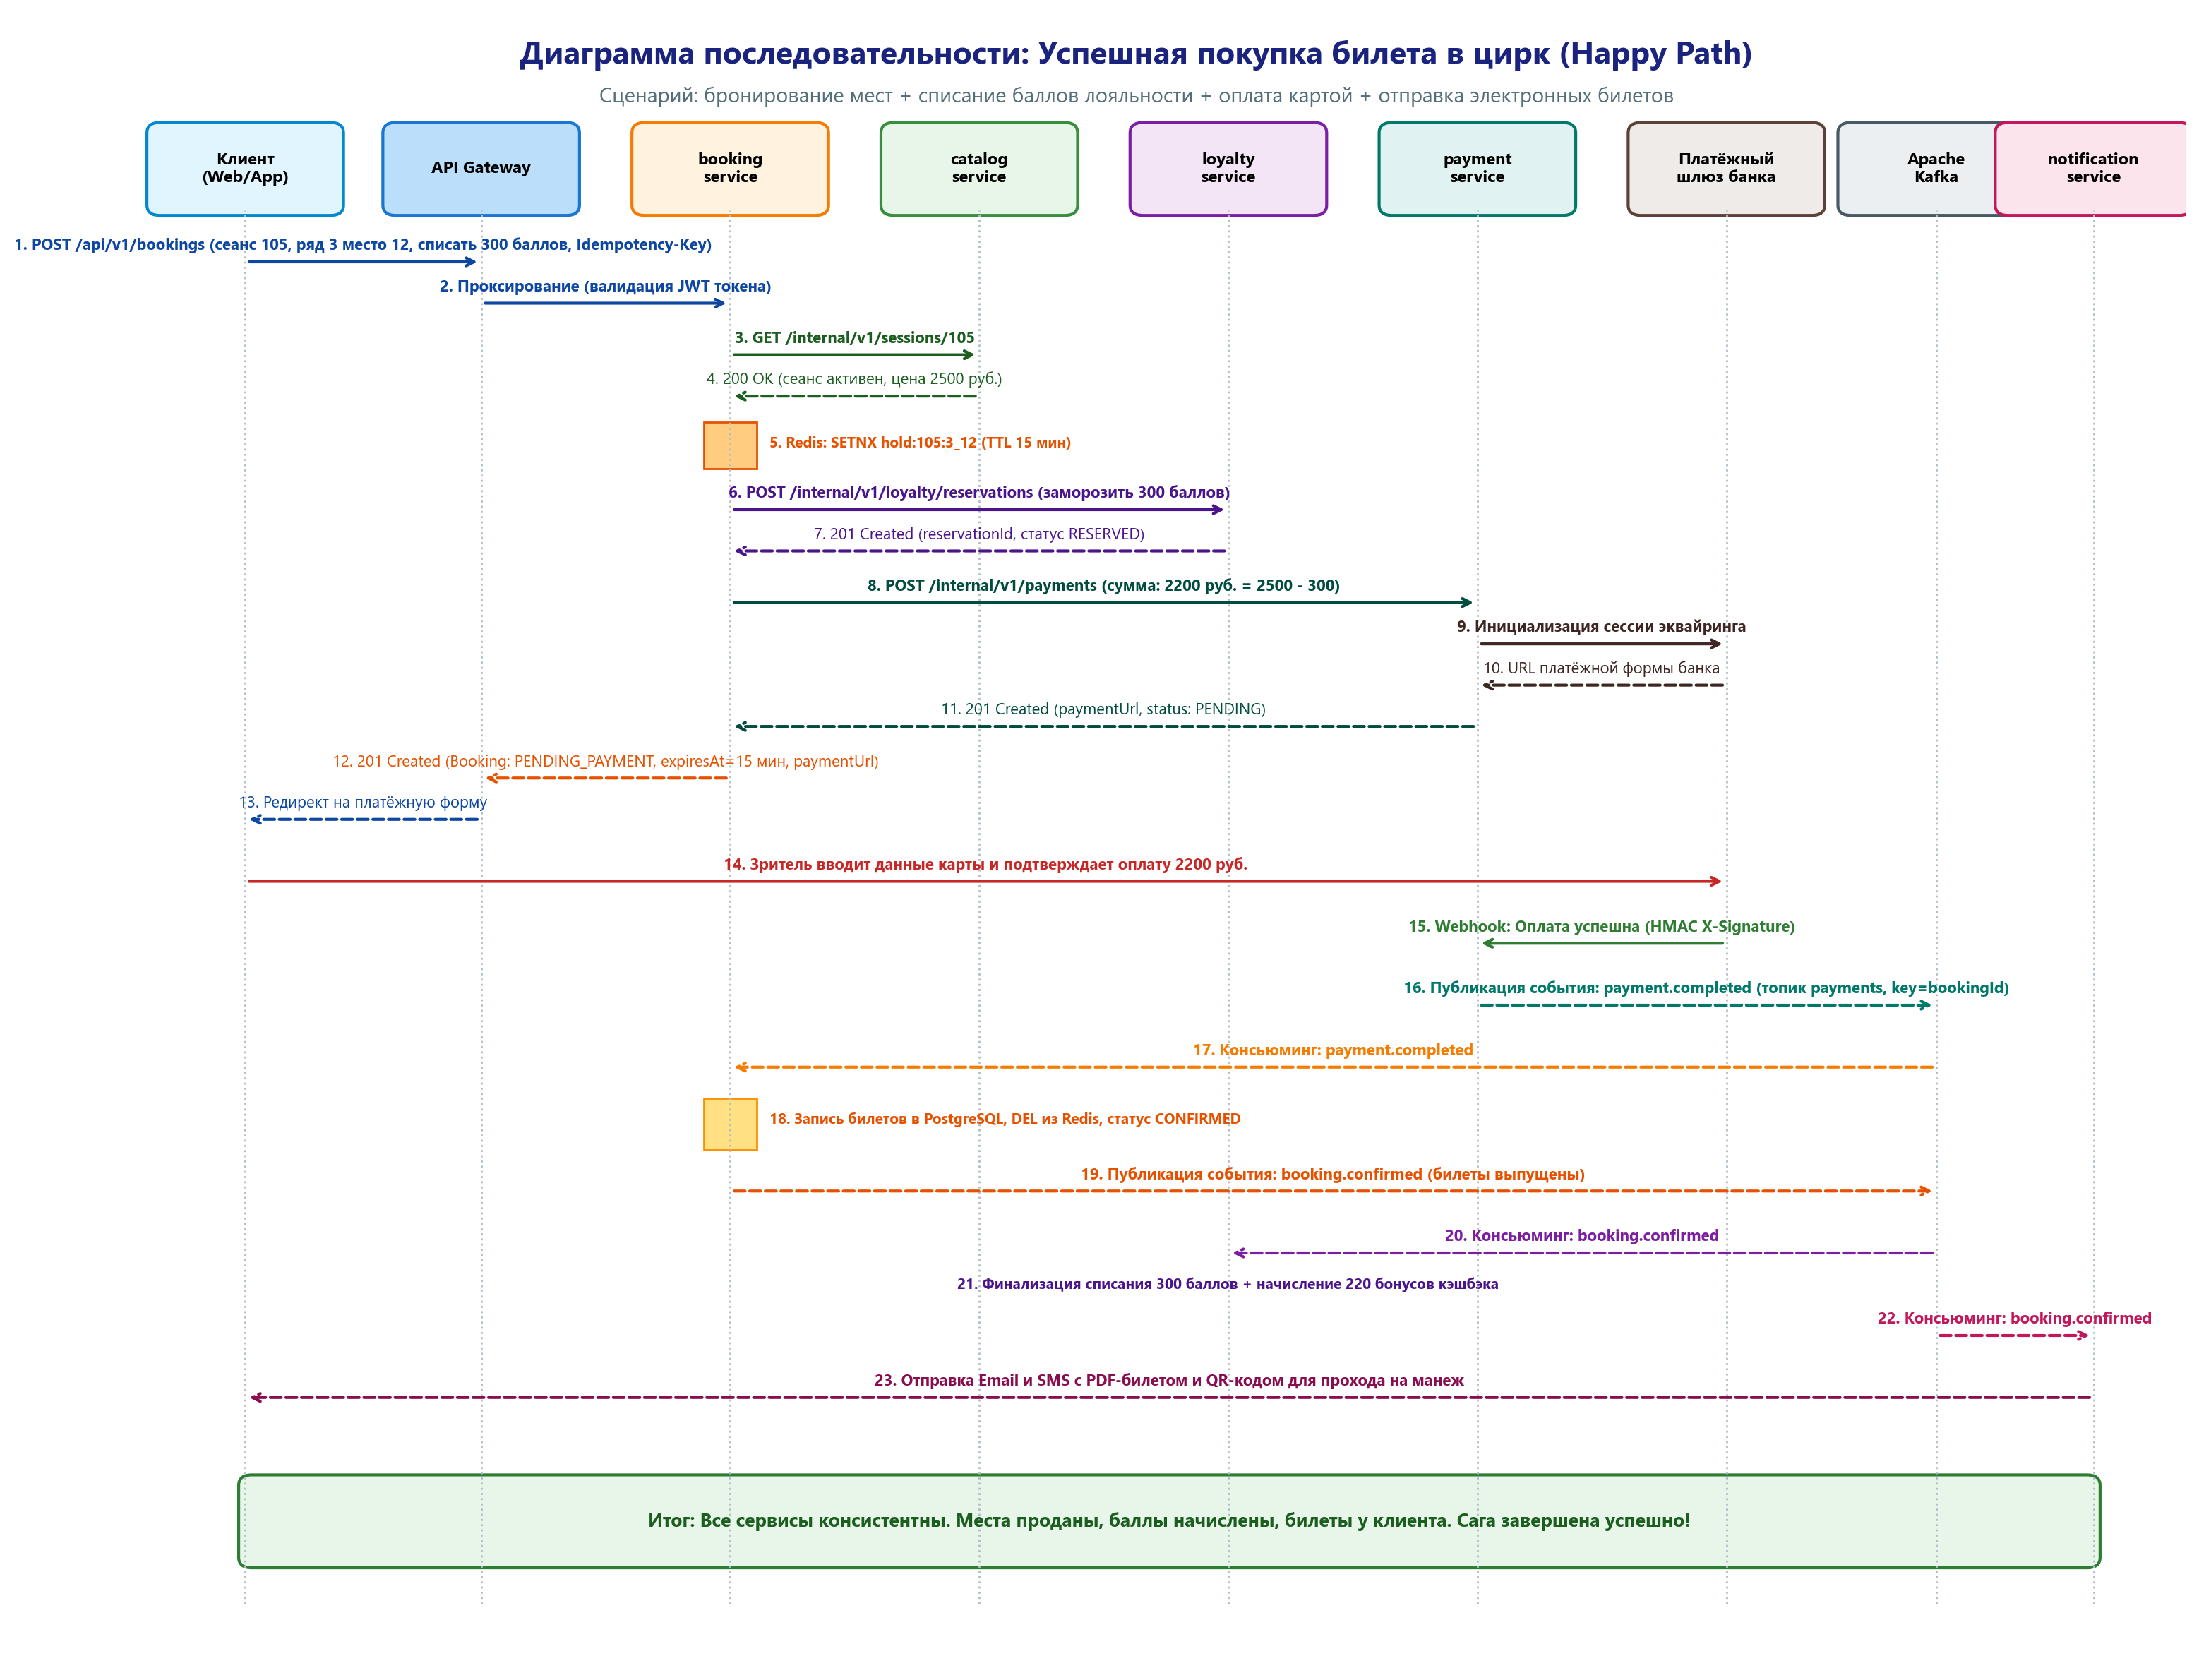 Диаграмма последовательности: Успешная покупка билета в цирк (Happy Path)
Сценарий: бронирование мест + списание баллов лояльности + оплата картой + отправка электронных билетов
Клиент
(Web/App)
API Gateway
booking
service
catalog
service
loyalty
service
payment
service
Платёжный
шлюз банка
Apache
Kafka
notification
service
1. POST /api/v1/bookings (сеанс 105, ряд 3 место 12, списать 300 баллов, Idempotency-Key)
2. Проксирование (валидация JWT токена)
3. GET /internal/v1/sessions/105
4. 200 OK (сеанс активен, цена 2500 руб.)
5. Redis: SETNX hold:105:3_12 (TTL 15 мин)
6. POST /internal/v1/loyalty/reservations (заморозить 300 баллов)
7. 201 Created (reservationId, статус RESERVED)
8. POST /internal/v1/payments (сумма: 2200 руб. = 2500 - 300)
9. Инициализация сессии эквайринга
10. URL платёжной формы банка
11. 201 Created (paymentUrl, status: PENDING)
12. 201 Created (Booking: PENDING_PAYMENT, expiresAt=15 мин, paymentUrl)
13. Редирект на платёжную форму
14. Зритель вводит данные карты и подтверждает оплату 2200 руб.
15. Webhook: Оплата успешна (HMAC X-Signature)
16. Публикация события: payment.completed (топик payments, key=bookingId)
17. Консьюминг: payment.completed
18. Запись билетов в PostgreSQL, DEL из Redis, статус CONFIRMED
19. Публикация события: booking.confirmed (билеты выпущены)
20. Консьюминг: booking.confirmed
21. Финализация списания 300 баллов + начисление 220 бонусов кэшбэка
22. Консьюминг: booking.confirmed
23. Отправка Email и SMS с PDF-билетом и QR-кодом для прохода на манеж
Итог: Все сервисы консистентны. Места проданы, баллы начислены, билеты у клиента. Сага завершена успешно!